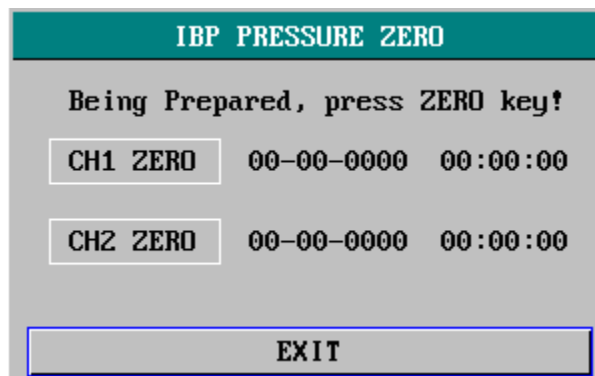 IBP PRESSURE ZERO
Being Prepared, press ZERO key!
CH1 ZERO 00-00-0000 00:00:00
CH2 ZERO 00-00-0000 00:00:00
EXIT